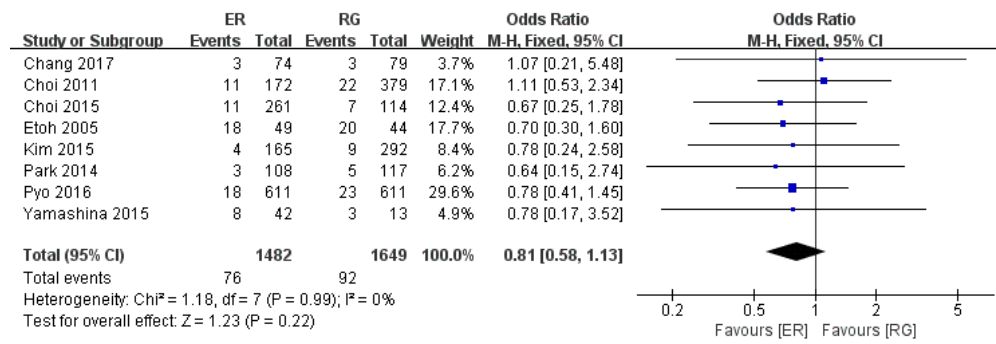 ER RG Odds Ratio Odds Ratio
Study or Subgroup Events Total Events Total Weight M-H, Fixed, 95% CI M-H, Fixed, 95% CI
Chang 2017 3 74 3 79 3.7% 1.07 [0.21, 5.48]
Choi 2011 11 172 22 379 17.1% 1.11 [0.53, 2.34]
Choi 2015 11 261 7 114 12.4% 0.67 [0.25, 1.78]
Etoh 2005 18 49 20 44 17.7% 0.70 [0.30, 1.60]
Kim 2015 4 165 9 292 8.4% 0.78 [0.24, 2.58]
Park 2014 3 108 5 117 6.2% 0.64 [0.15, 2.74]
Pyo 2016 18 611 23 611 29.6% 0.78 [0.41, 1.45]
Yamashina 2015 8 42 3 13 4.9% 0.78 [0.17, 3.52]
Total (95% CI) 1482 1649 100.0% 0.81 [0.58, 1.13]
Total events 76 92
Heterogeneity: Chi² = 1.18, df = 7 (P = 0.99); I² = 0%
Test for overall effect: Z = 1.23 (P = 0.22)
0.2 0.5 1 2 5
Favours [ER] Favours [RG]